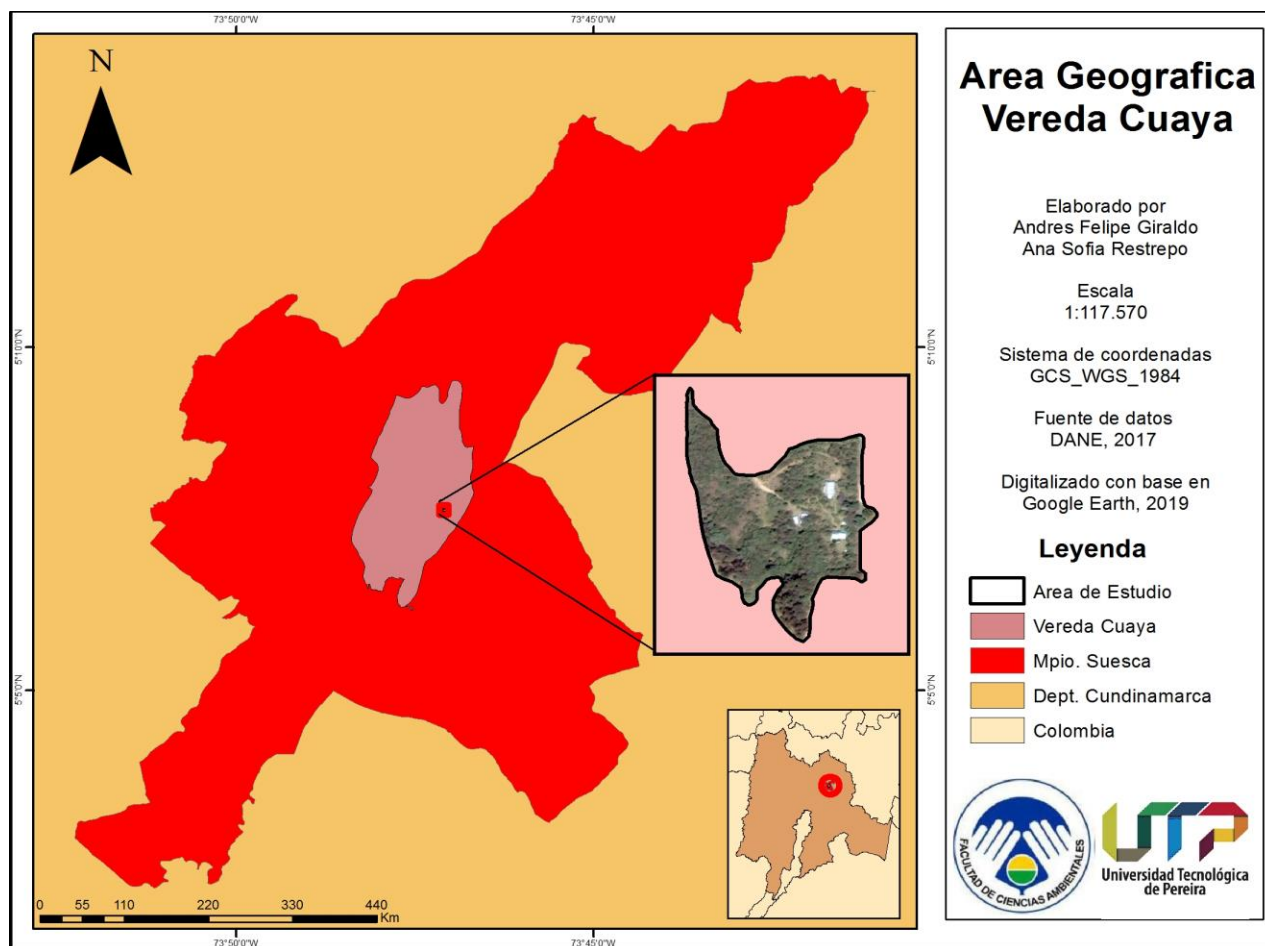 73°50'0"W
73°45'0"W
N
5°10'0"N
5°10'0"N
5°5'0"N
5°5'0"N
0 55 110 220 330 440
Km
73°50'0"W
73°45'0"W
Area Geografica
Vereda Cuaya
Elaborado por
Andres Felipe Giraldo
Ana Sofia Restrepo
Escala
1:117.570
Sistema de coordenadas
GCS_WGS_1984
Fuente de datos
DANE, 2017
Digitalizado con base en
Google Earth, 2019
Leyenda
Area de Estudio
Vereda Cuaya
Mpio. Suesca
Dept. Cundinamarca
Colombia
FACULTAD DE CIENCIAS AMBIENTALES
UTP
Universidad Tecnológica
de Pereira